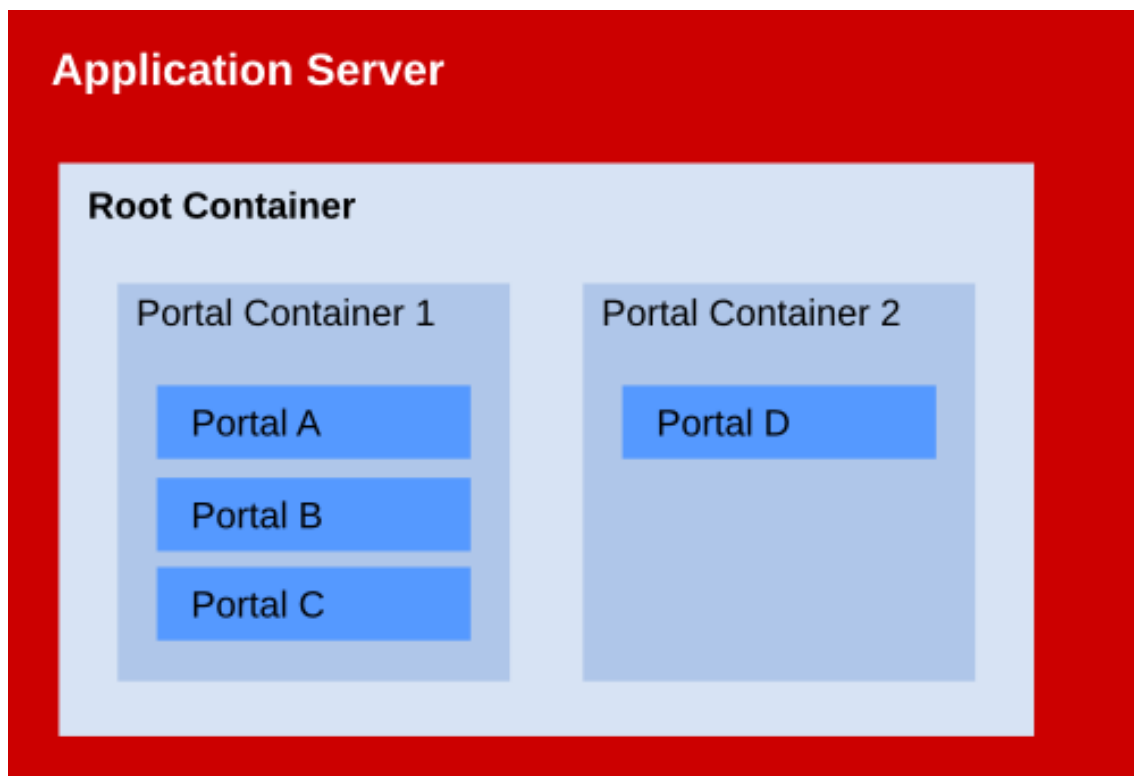 Application Server
Root Container
Portal Container 1
Portal A
Portal B
Portal C
Portal Container 2
Portal D